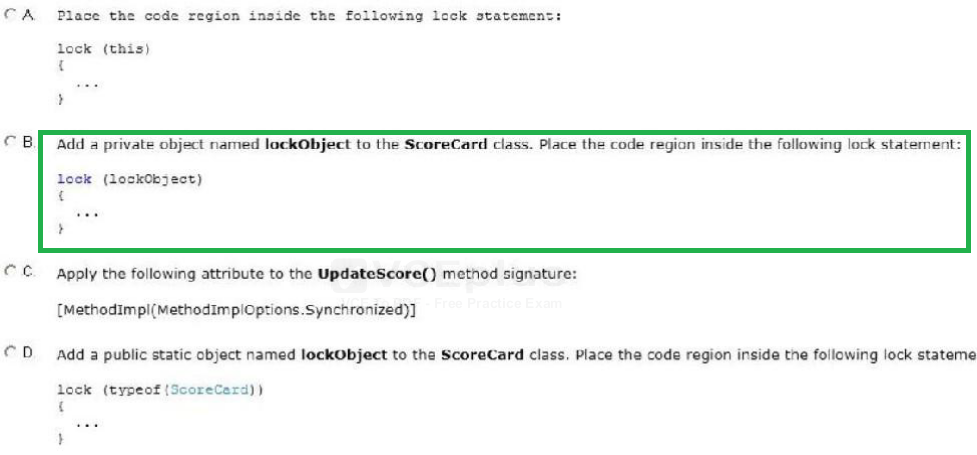 A. Place the code region inside the following lock statement:
lock (this)
{
...
}
B. Add a private object named lockObject to the ScoreCard class. Place the code region inside the following lock statement:
lock (lockObject)
{
...
}
C. Apply the following attribute to the UpdateScore() method signature:
- Free Practice Exam
[MethodImpl(MethodImplOptions.Synchronized)]
D. Add a public static object named lockObject to the ScoreCard class. Place the code region inside the following lock stateme
lock (typeof(ScoreCard))
{
...
}